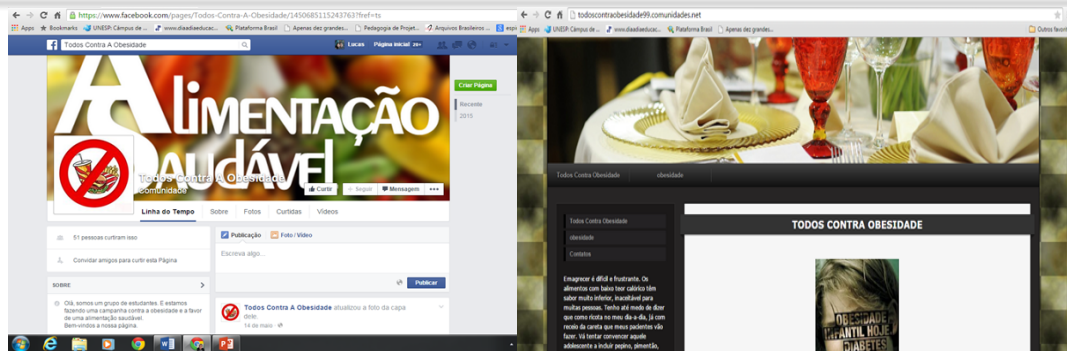 https://www.facebook.com/pages/Todos-Contra-A-Obesidade/1450685115243763?fref=ts
Apps Bookmarks UNESP: Câmpus de ... www.diaadiaeducac... Plataforma Brasil Apenas dez grandes... Pedagogia de Projet... Arquivos Brasileiros ...
Todos Contra A Obesidade
Lucas Página inicial 20+
ALIMENTAÇÃO
SAUDÁVEL
Criar Página
Recente
2015
Todos Contra A Obesidade
Comunidade
Curtir Seguir Mensagem
Linha do Tempo Sobre Fotos Curtidas Vídeos
51 pessoas curtiram isso
Convidar amigos para curtir esta Página
SOBRE
Olá, somos um grupo de estudantes. E estamos
fazendo uma campanha contra a obesidade e a favor
de uma alimentação saudável.
Bem-vindos a nossa página.
Publicação Foto / Vídeo
Escreva algo...
Publicar
Todos Contra A Obesidade atualizou a foto da capa
dele.
14 de maio
todoscontraobesidade99.comunidades.net
Apps Bookmarks UNESP: Câmpus de ... www.diaadiaeducac... Plataforma Brasil Apenas dez grandes... Outros favorit
Todos Contra Obesidade obesidade
Todos Contra Obesidade
obesidade
Contatos
Emagrecer é difícil e frustrante. Os
alimentos com baixo teor calórico têm
sabor muito inferior, inaceitável para
muitas pessoas. Tenho até medo de dizer
que como ricota no meu dia-a-dia, já com
receio da careta que meus pacientes vão
fazer. Vá tentar convencer aquele
adolescente a incluir pepino, pimentão,
TODOS CONTRA OBESIDADE
OBESIDADE
INFANTIL HOJE
DIABETES